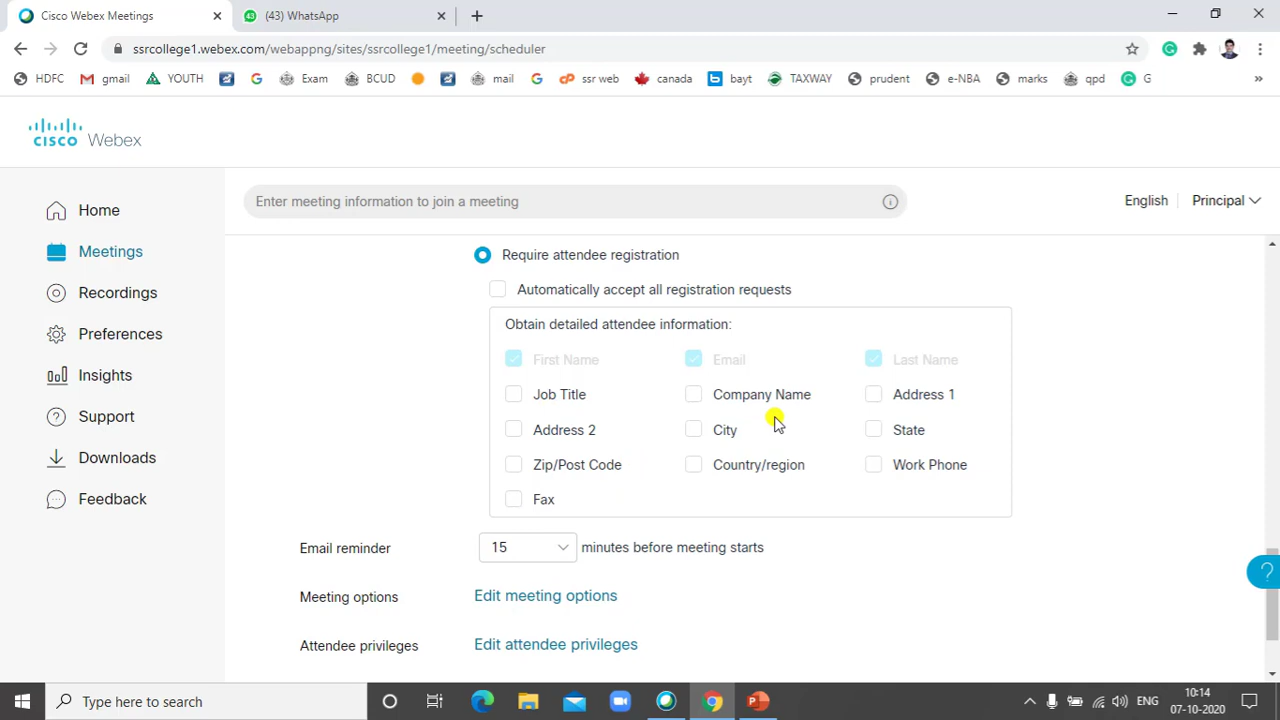 Cisco Webex Meetings
(43) WhatsApp
ssrcollege1.webex.com/webappng/sites/ssrcollege1/meeting/scheduler
HDFC gmail YOUTH Exam BCUD mail ssr web canada bayt TAXWAY prudent e-NBA marks qpd G
cisco Webex
Enter meeting information to join a meeting
English Principal
Home
Meetings
Recordings
Preferences
Insights
Support
Downloads
Feedback
Require attendee registration
Automatically accept all registration requests
Obtain detailed attendee information:
First Name Email Last Name
Job Title Company Name Address 1
Address 2 City State
Zip/Post Code Country/region Work Phone
Fax
Email reminder 15 minutes before meeting starts
Meeting options Edit meeting options
Attendee privileges Edit attendee privileges
?
Type here to search
ENG
10:14
07-10-2020